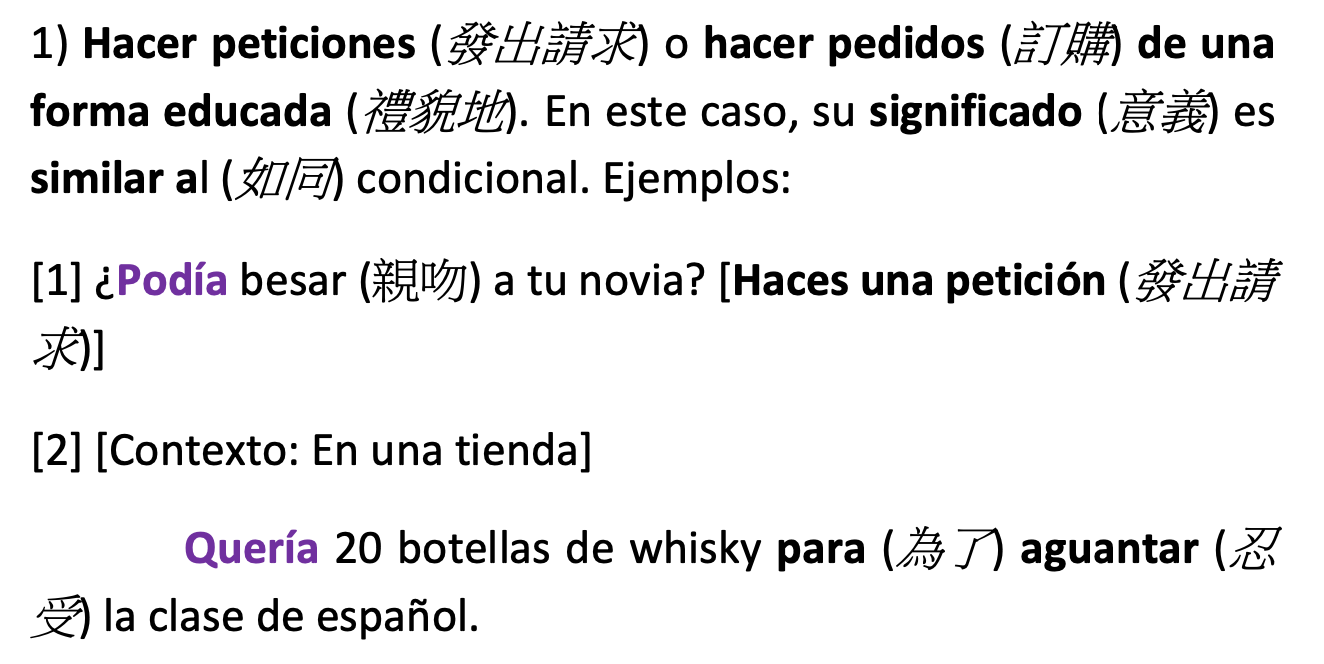 1) Hacer peticiones (發出請求) o hacer pedidos (訂購) de una
forma educada (禮貌地). En este caso, su significado (意義) es
similar al (如同) condicional. Ejemplos:
[1] ¿Podía besar (親吻) a tu novia? [Haces una petición (發出請
求)]
[2] [Contexto: En una tienda]
Quería 20 botellas de whisky para (為了) aguantar (忍
受) la clase de español.